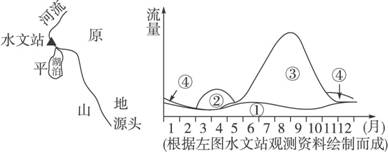 河流
水文站
原
平
湖泊
山
地
源头
流量
④
②
③
④
①
1 2 3 4 5 6 7 8 9 10 11 12 (月)
(根据左图水文站观测资料绘制而成)